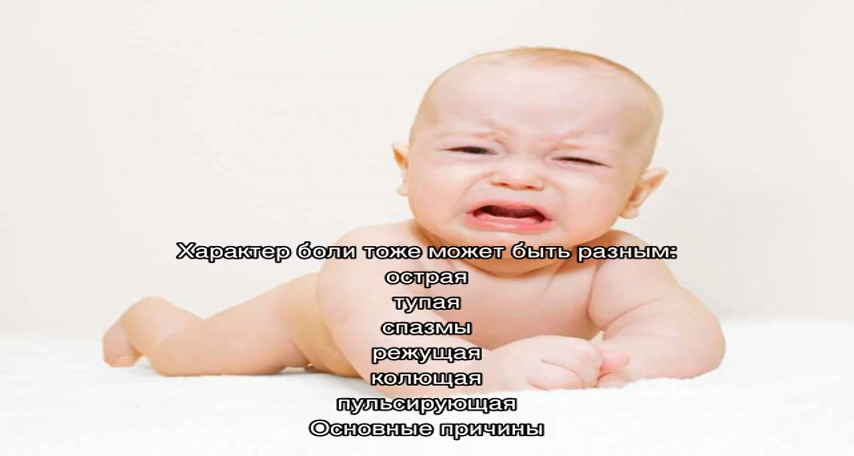 Характер боли тоже может быть разным:
острая
тупая
спазмы
режущая
колющая
пульсирующая
Основные причины